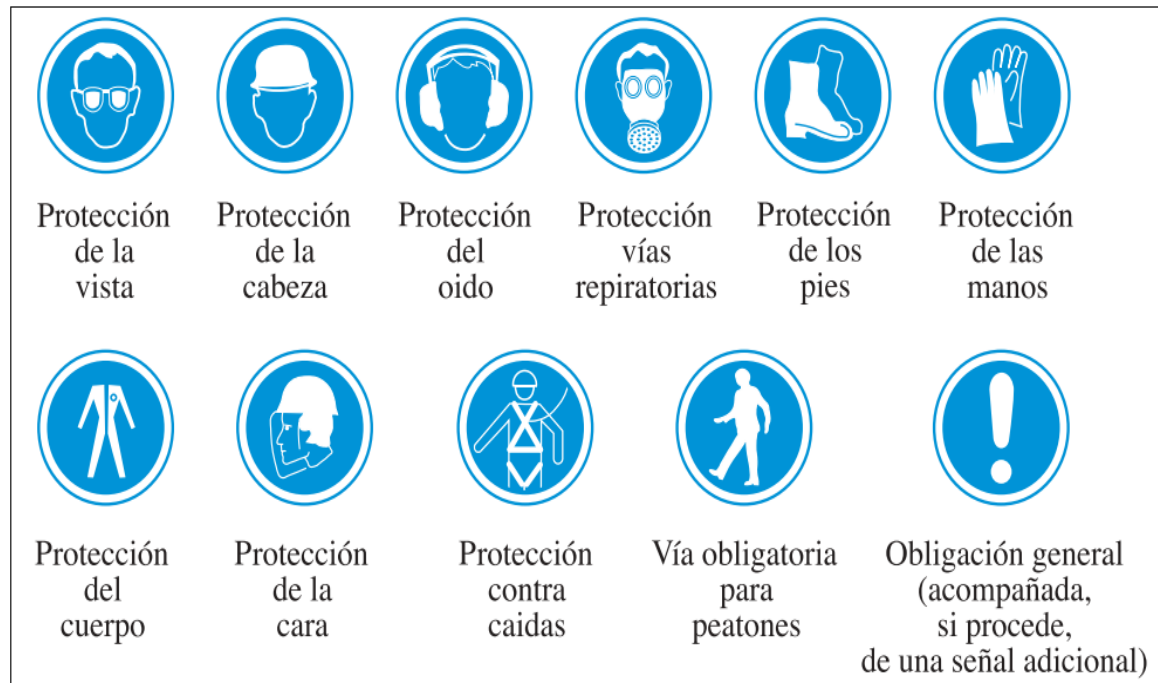 Protección
de la
vista
Protección
de la
cabeza
Protección
del
oido
Protección
vías
repiratorias
Protección
de los
pies
Protección
de las
manos
Protección
del
cuerpo
Protección
de la
cara
Protección
contra
caidas
Vía obligatoria
para
peatones
Obligación general
(acompañada,
si procede,
de una señal adicional)